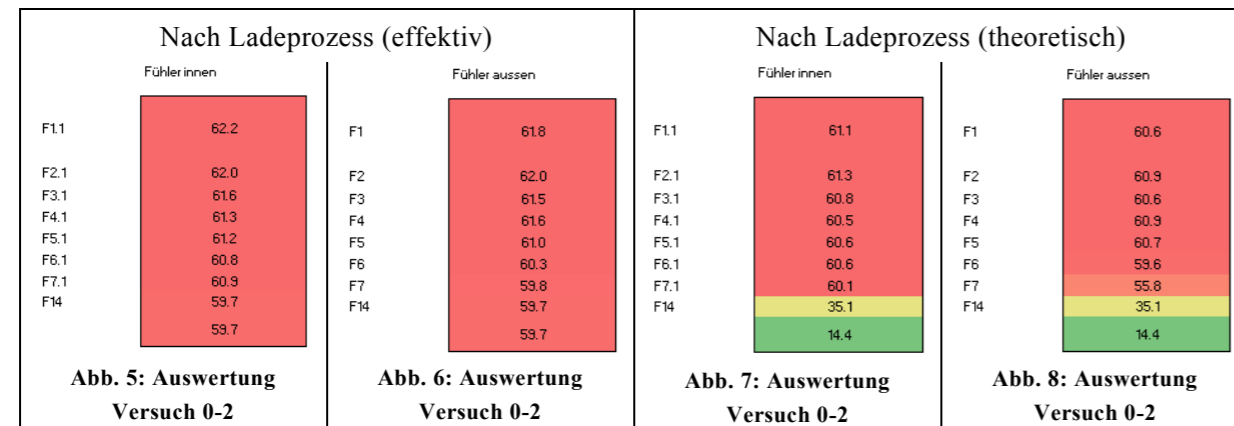 Nach Ladeprozess (effektiv)
Fühler innen
F1.1 62.2
F2.1 62.0
F3.1 61.6
F4.1 61.3
F5.1 61.2
F6.1 60.8
F7.1 60.9
F14 59.7
59.7
Abb. 5: Auswertung
Versuch 0-2
Fühler aussen
F1 61.8
F2 62.0
F3 61.5
F4 61.6
F5 61.0
F6 60.3
F7 59.8
F14 59.7
59.7
Abb. 6: Auswertung
Versuch 0-2
Nach Ladeprozess (theoretisch)
Fühler innen
F1.1 61.1
F2.1 61.3
F3.1 60.8
F4.1 60.5
F5.1 60.6
F6.1 60.6
F7.1 60.1
F14 35.1
14.4
Abb. 7: Auswertung
Versuch 0-2
Fühler aussen
F1 60.6
F2 60.9
F3 60.6
F4 60.9
F5 60.7
F6 59.6
F7 55.8
F14 35.1
14.4
Abb. 8: Auswertung
Versuch 0-2